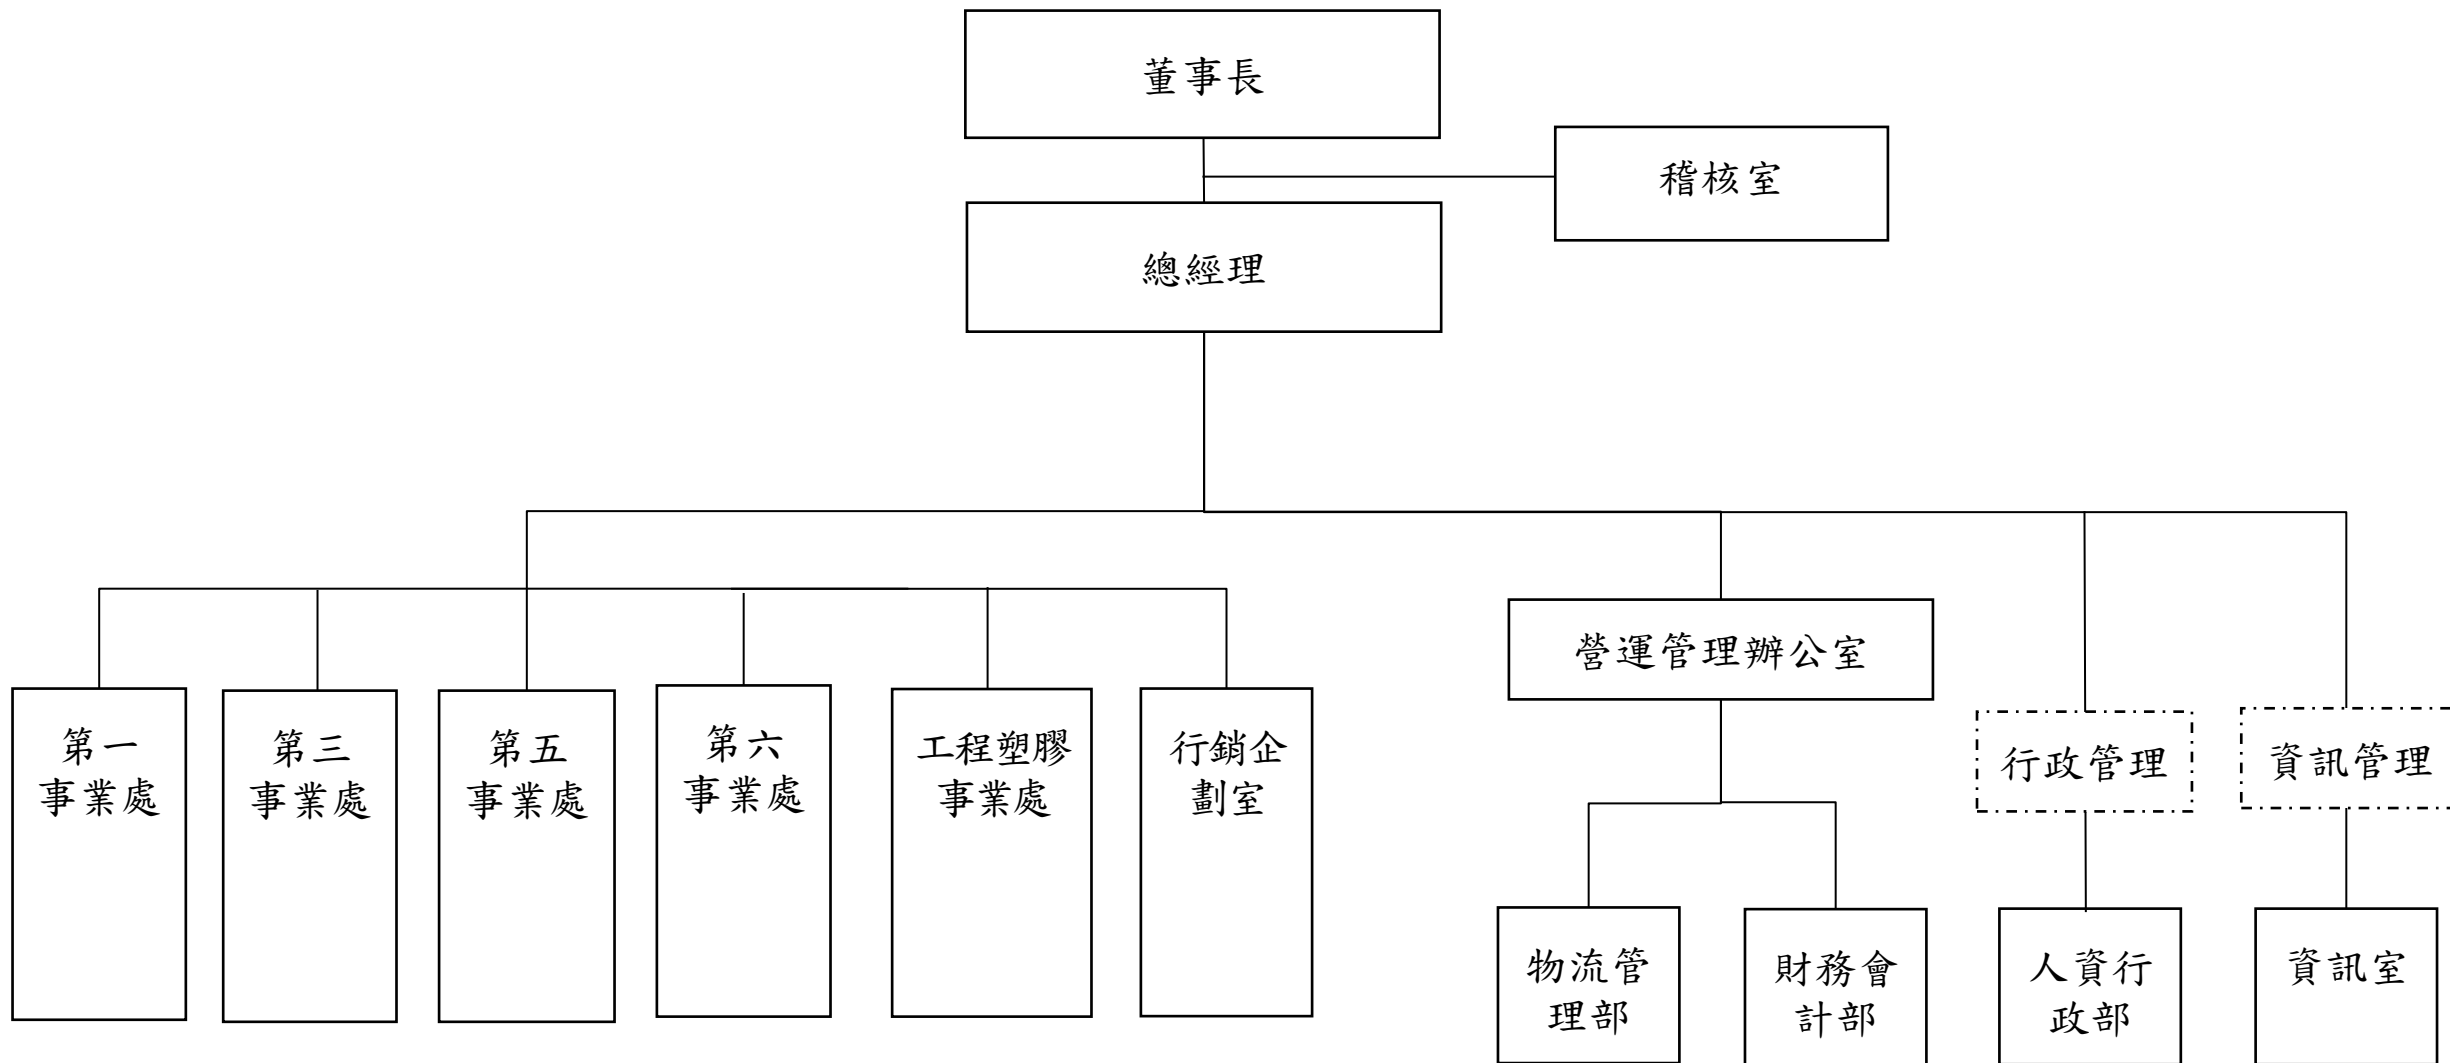 董事長
稽核室
總經理
營運管理辦公室
第一
事業處
第三
事業處
第五
事業處
第六
事業處
工程塑膠
事業處
行銷企
劃室
行政管理
資訊管理
物流管
理部
財務會
計部
人資行
政部
資訊室